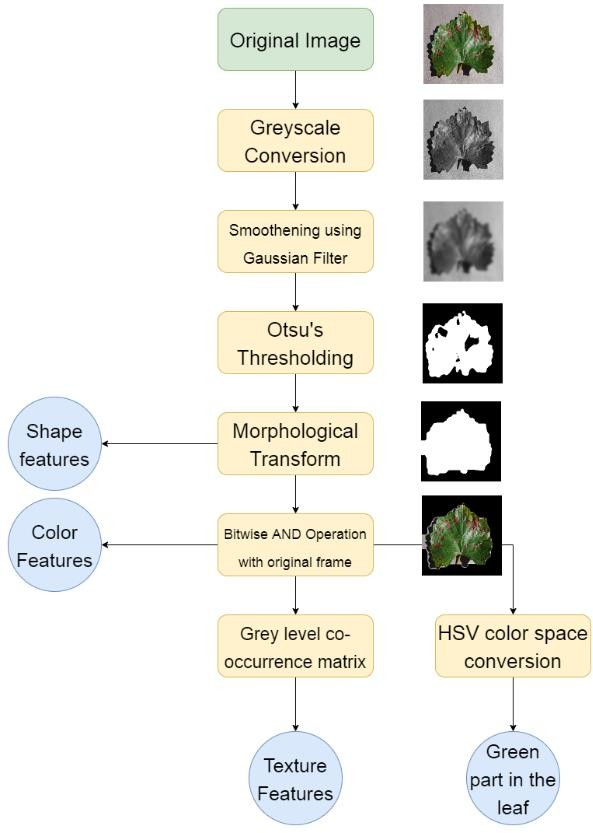 Original Image
Greyscale
Conversion
Smoothening using
Gaussian Filter
Otsu's
Thresholding
Shape
features
Morphological
Transform
Color
Features
Bitwise AND Operation
with original frame
Grey level co-
occurrence matrix
HSV color space
conversion
Texture
Features
Green
part in the
leaf